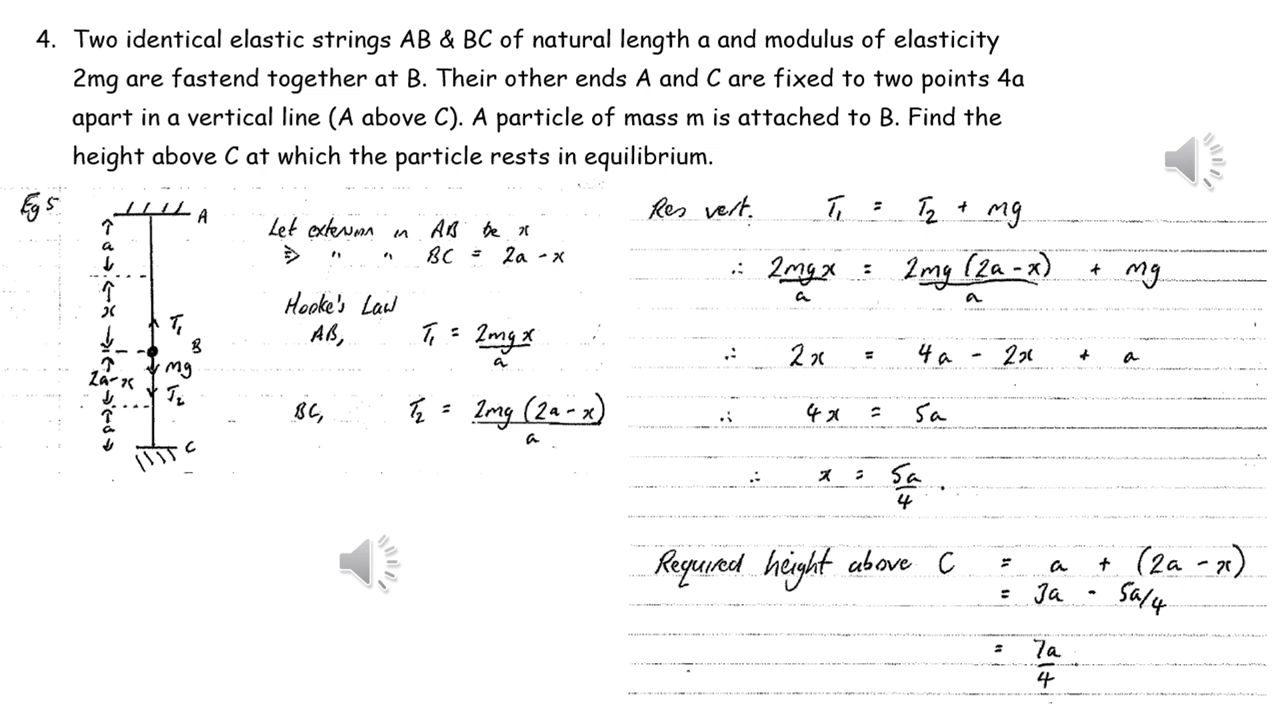 4. Two identical elastic strings AB & BC of natural length a and modulus of elasticity
2mg are fastend together at B. Their other ends A and C are fixed to two points 4a
apart in a vertical line (A above C). A particle of mass m is attached to B. Find the
height above C at which the particle rests in equilibrium.
Eg 5
A
a
x
T₁
B
mg
2a-x
T₂
a
C
Let extension in AB be x
⇒ " " BC = 2a - x
Hooke's Law
AB, T₁ = 2mgx/a
BC, T₂ = 2mg(2a-x)/a
Res vert. T₁ = T₂ + mg
∴ 2mgx/a = 2mg(2a-x)/a + mg
∴ 2x = 4a - 2x + a
∴ 4x = 5a
∴ x = 5a/4.
Required height above C = a + (2a-x)
= 3a - 5a/4
= 7a/4